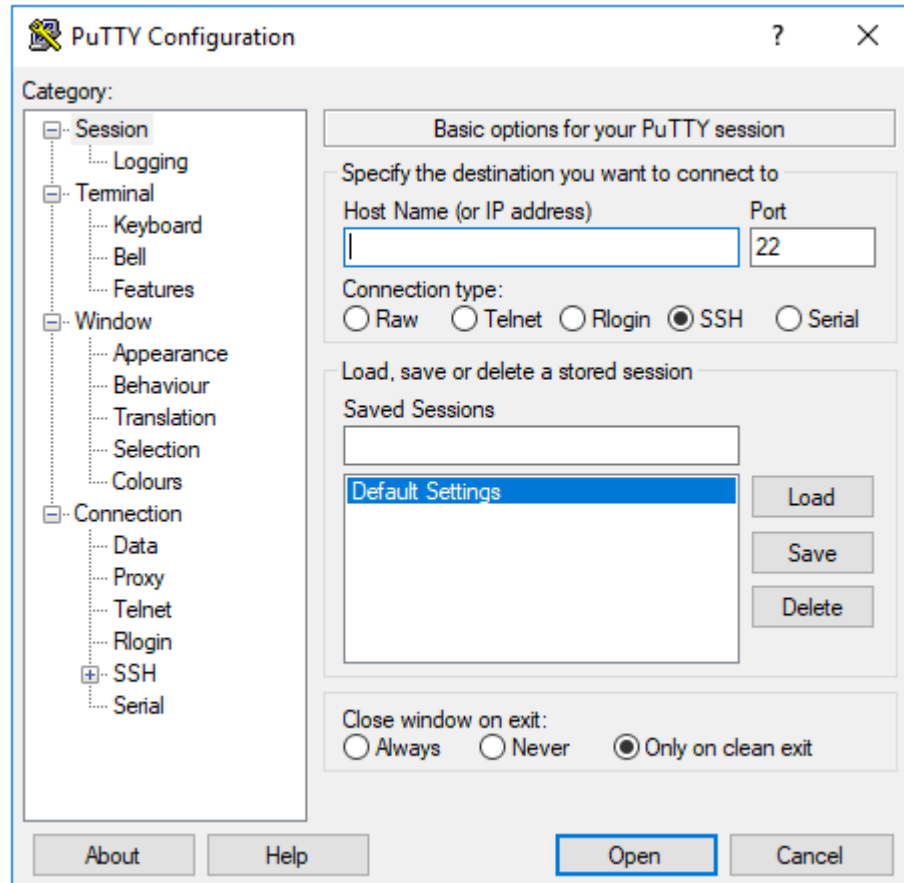 PuTTY Configuration
?
Category:
Session
Logging
Terminal
Keyboard
Bell
Features
Window
Appearance
Behaviour
Translation
Selection
Colours
Connection
Data
Proxy
Telnet
Rlogin
SSH
Serial
Basic options for your PuTTY session
Specify the destination you want to connect to
Host Name (or IP address) Port
22
Connection type:
Raw Telnet Rlogin SSH Serial
Load, save or delete a stored session
Saved Sessions
Default Settings
Load
Save
Delete
Close window on exit:
Always Never Only on clean exit
About Help Open Cancel